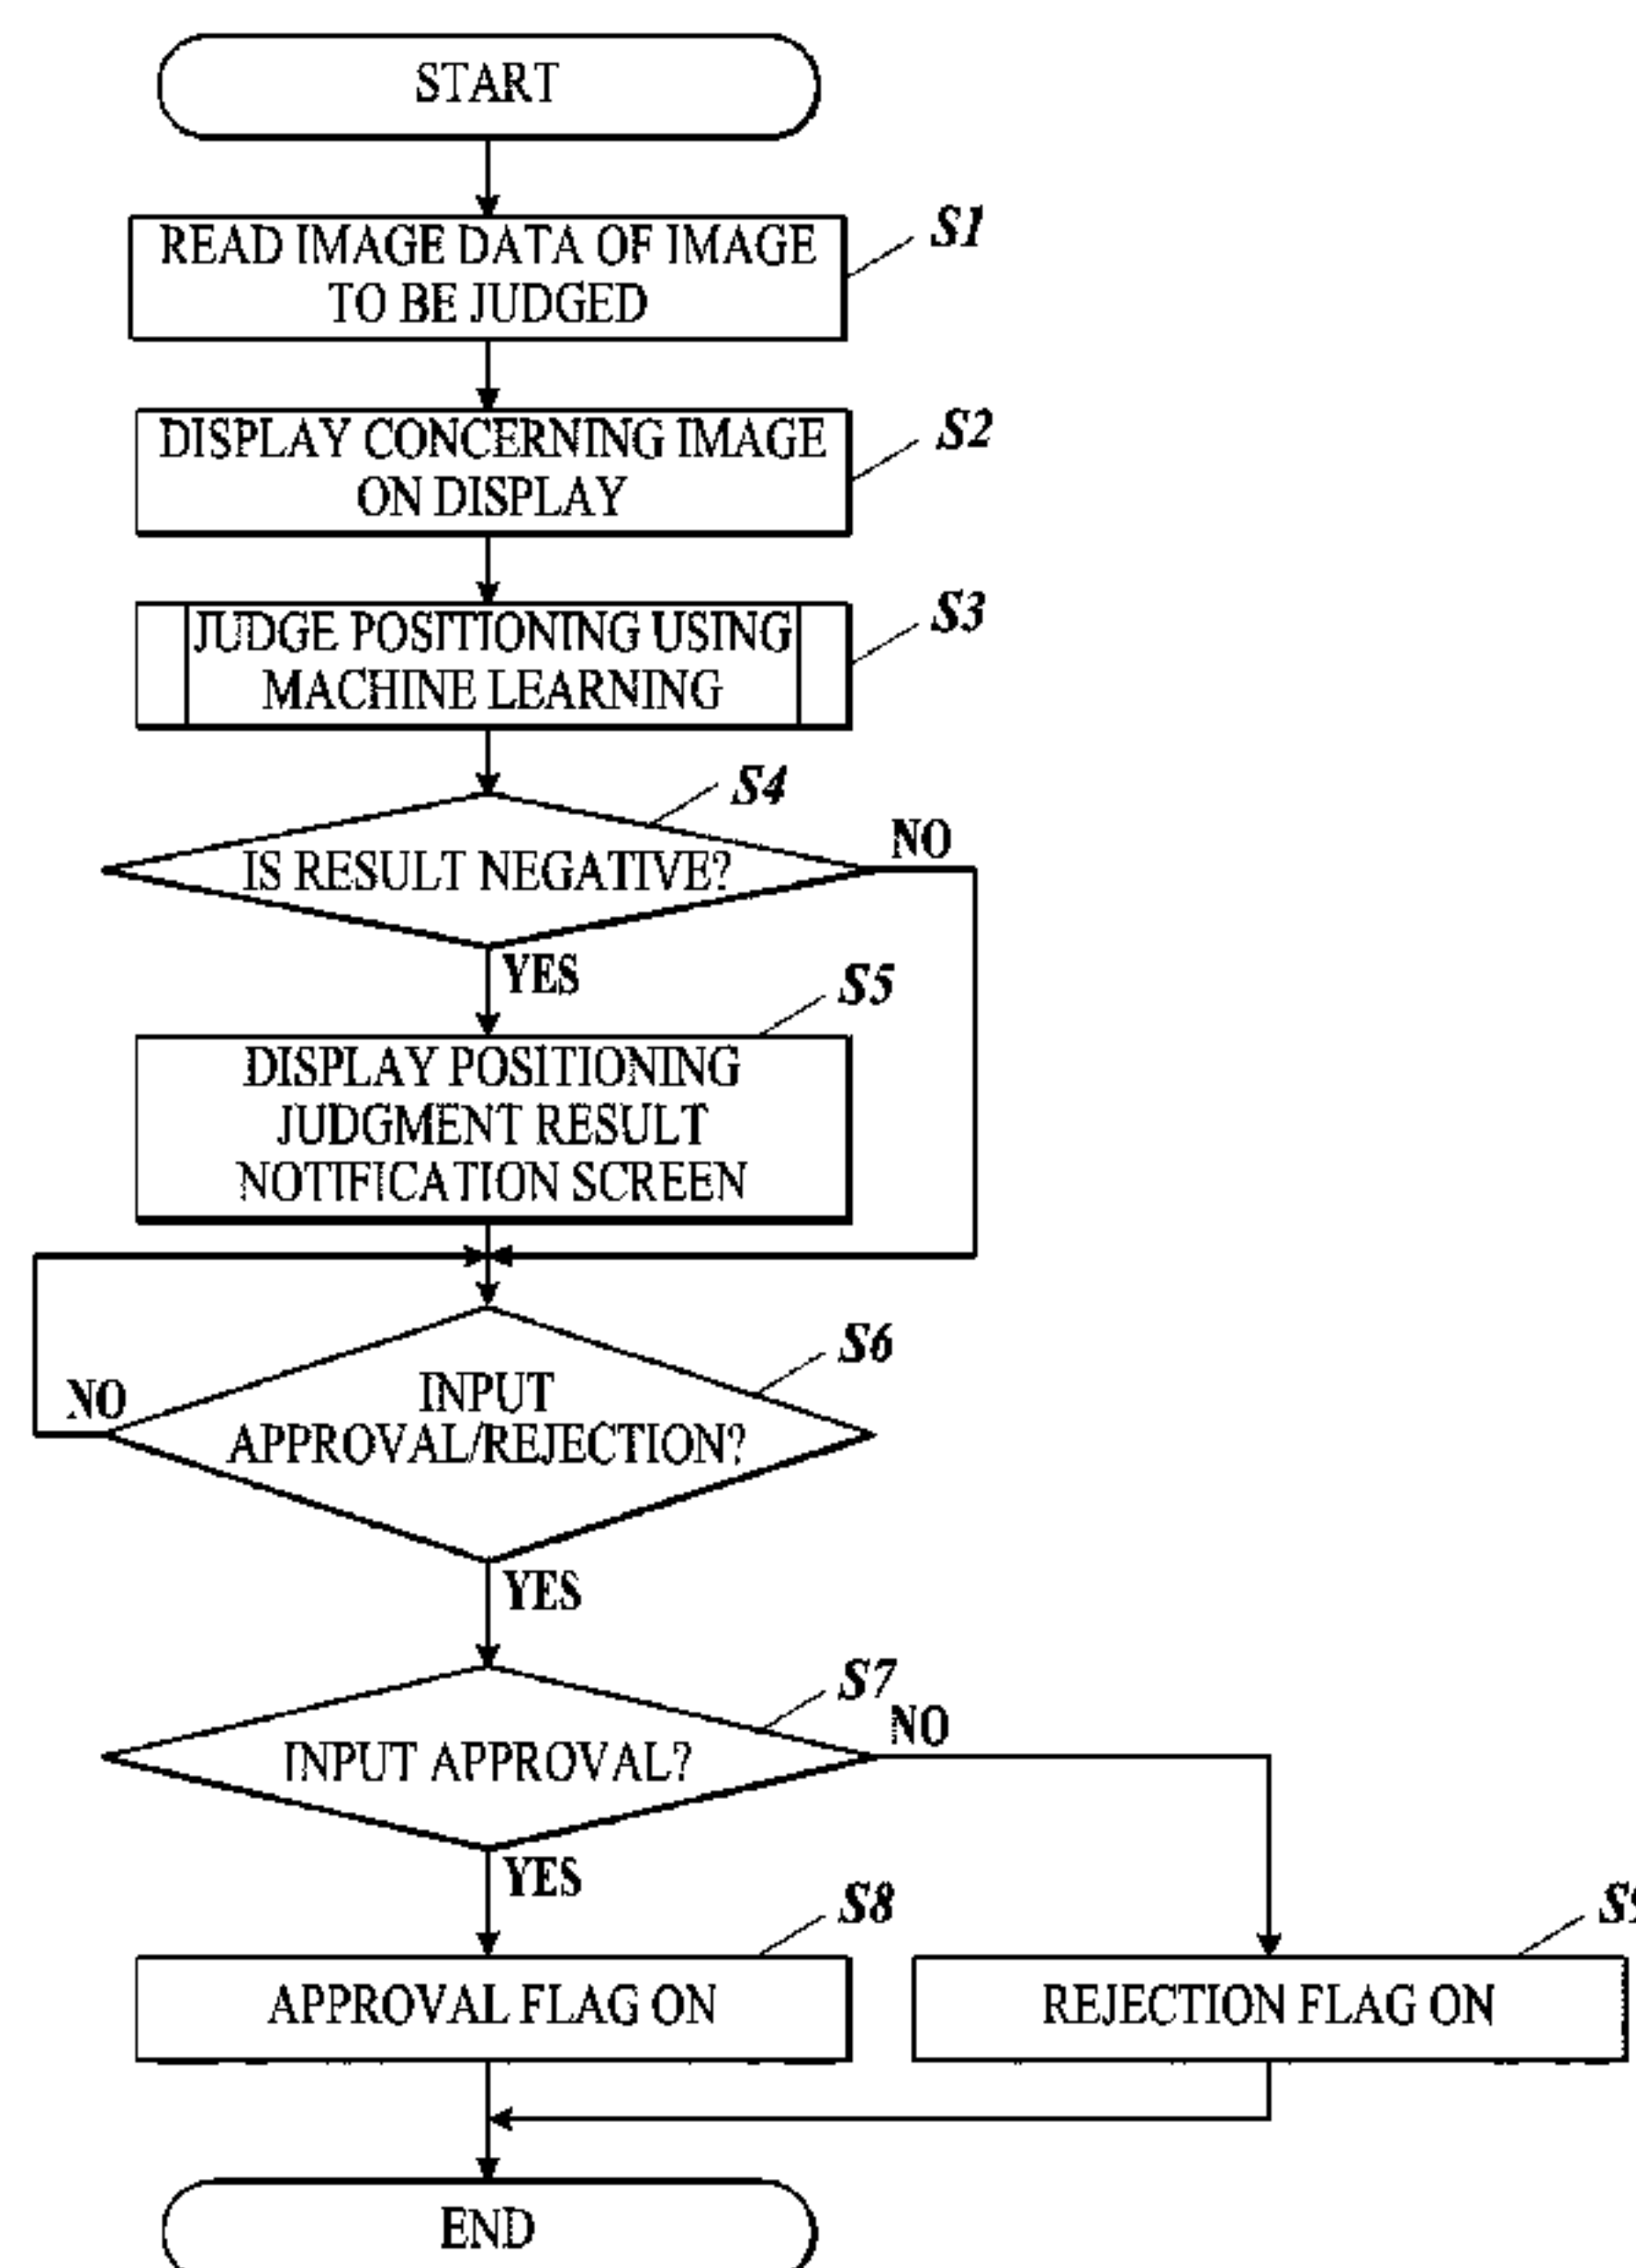 START
READ IMAGE DATA OF IMAGE
TO BE JUDGED
S1
DISPLAY CONCERNING IMAGE
ON DISPLAY
S2
JUDGE POSITIONING USING
MACHINE LEARNING
S3
S4
IS RESULT NEGATIVE?
NO
YES
S5
DISPLAY POSITIONING
JUDGMENT RESULT
NOTIFICATION SCREEN
S6
NO
INPUT
APPROVAL/REJECTION?
YES
S7
NO
INPUT APPROVAL?
YES
S8
APPROVAL FLAG ON
REJECTION FLAG ON
END